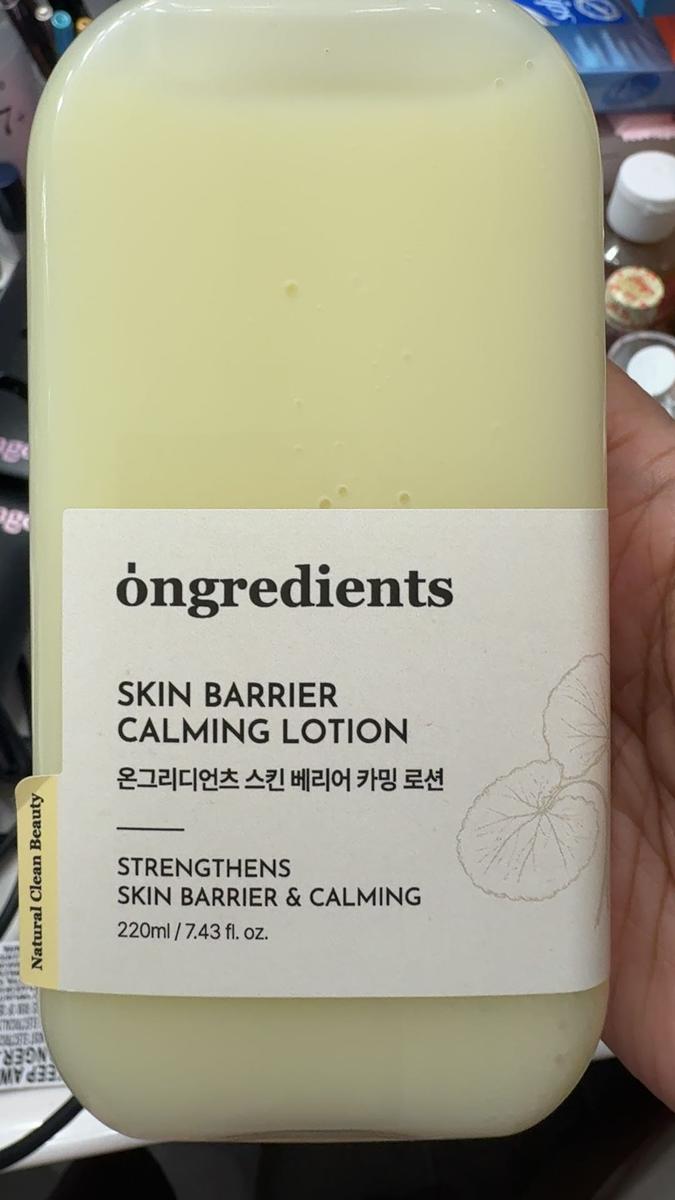 ongredients
SKIN BARRIER
CALMING LOTION
온그리디언츠 스킨 베리어 카밍 로션
STRENGTHENS
SKIN BARRIER & CALMING
220ml / 7.43 fl. oz.
Natural Clean Beauty